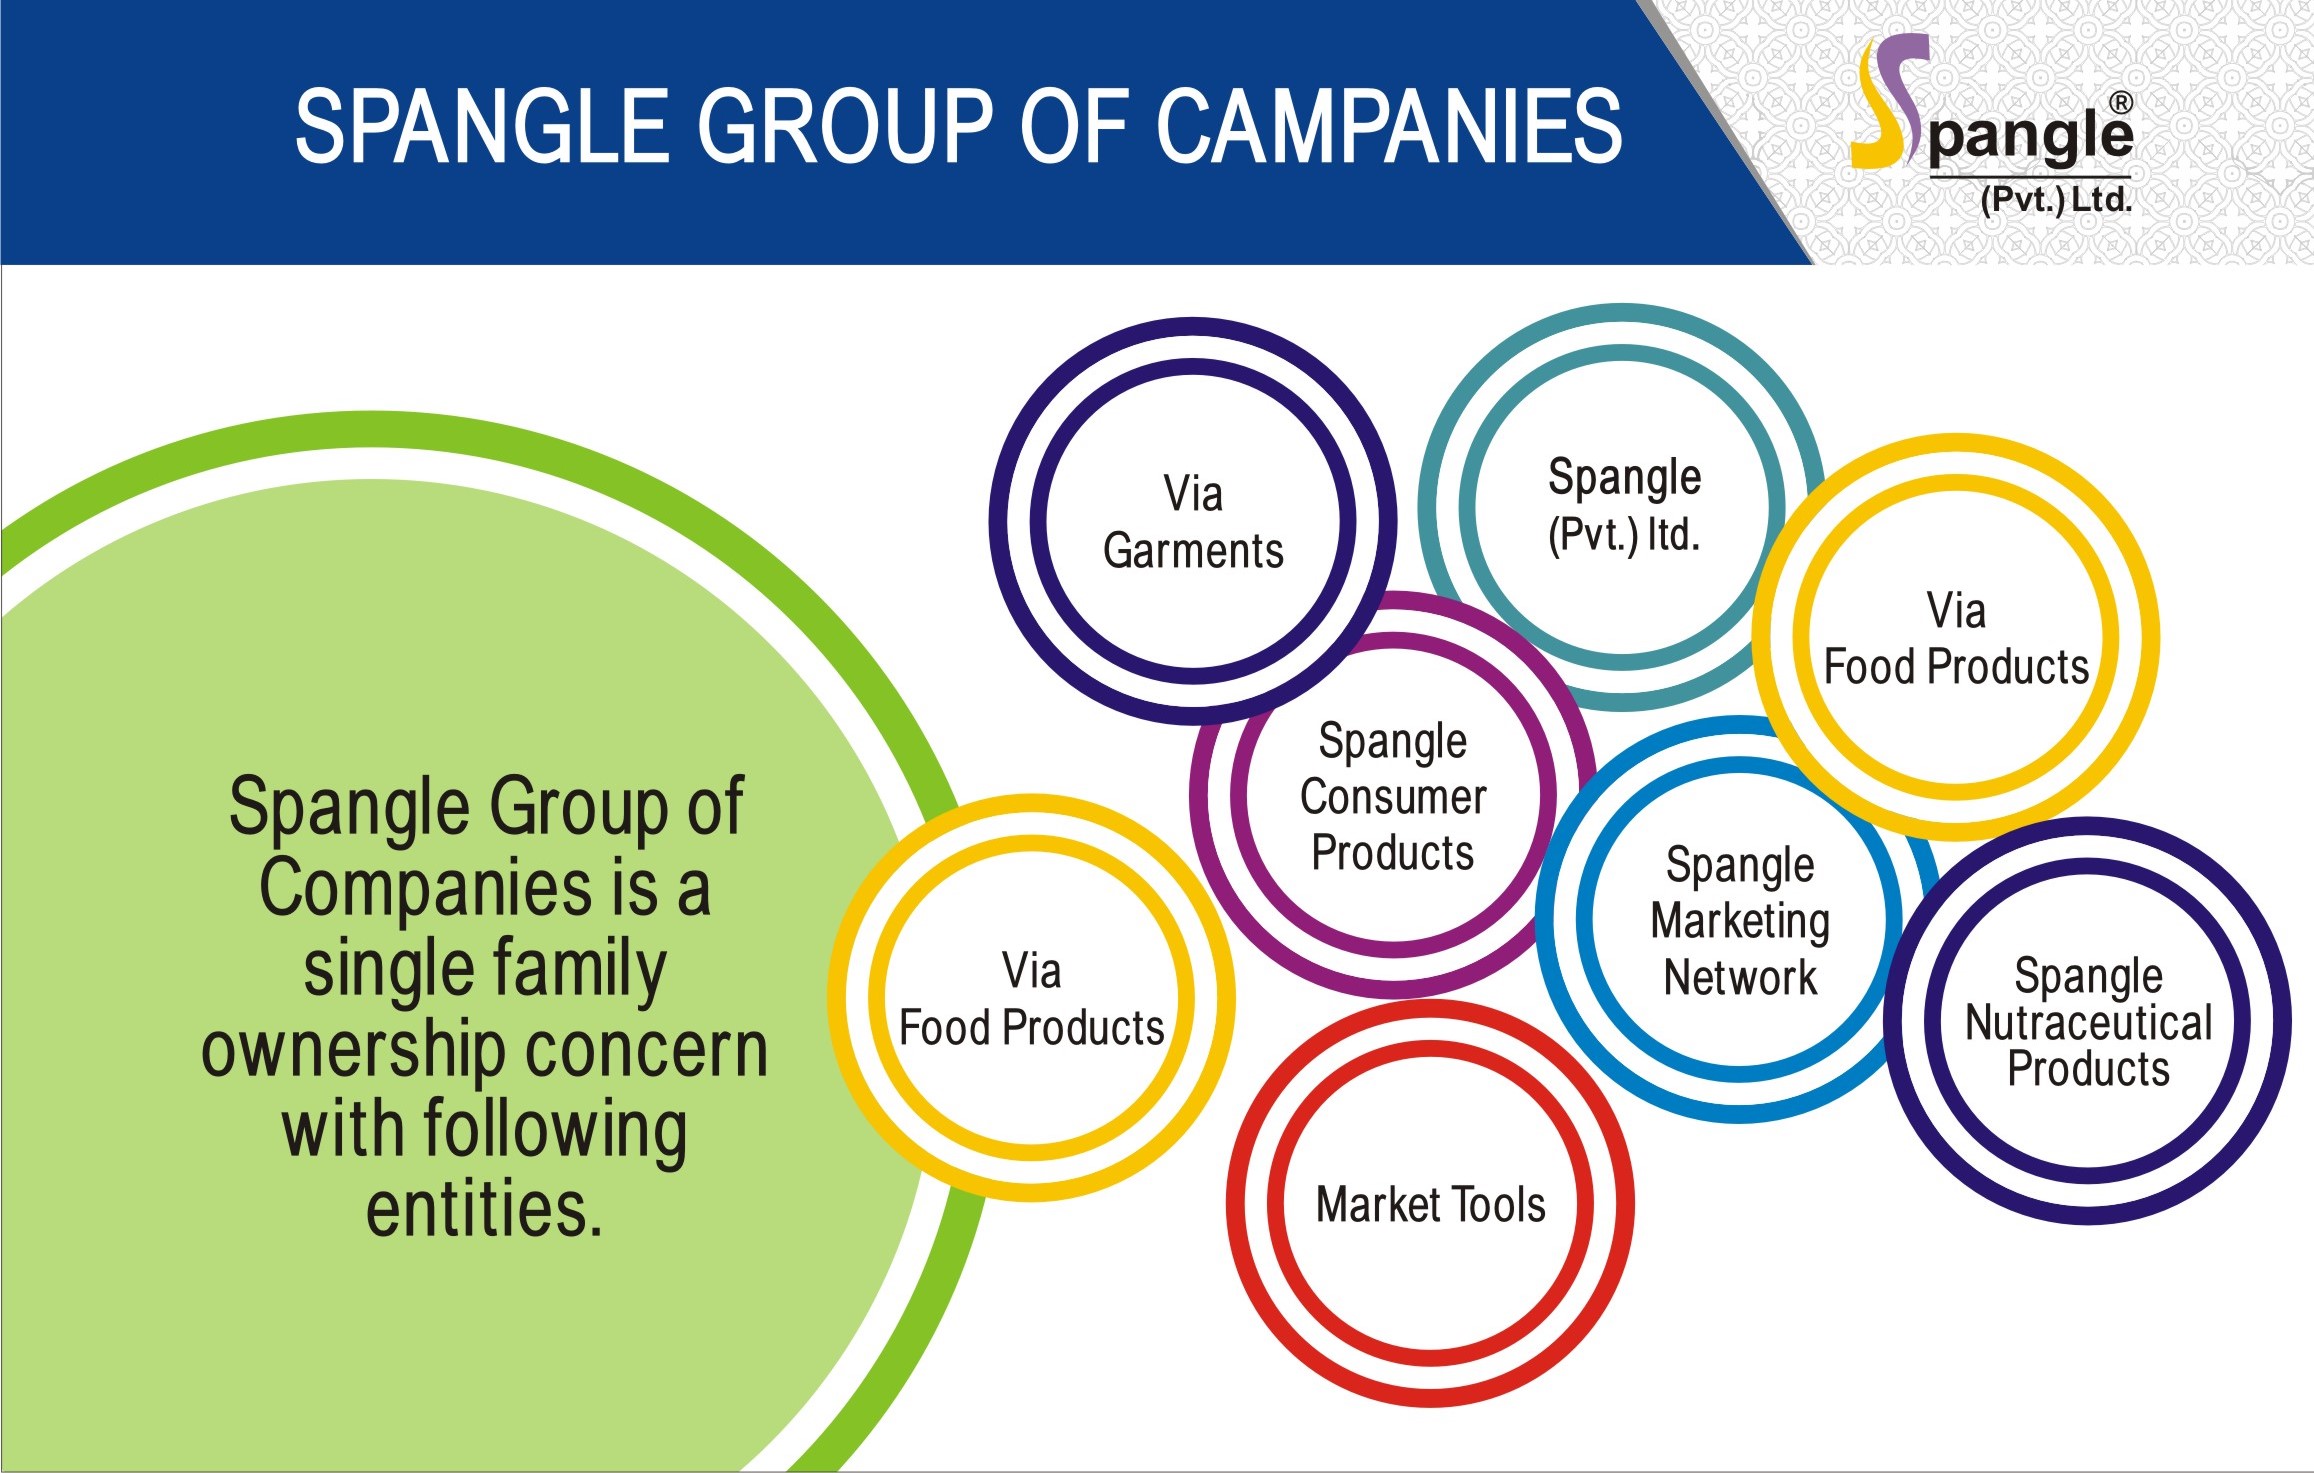 SPANGLE GROUP OF CAMPANIES
Spangle®
(Pvt.) Ltd.
Spangle Group of
Companies is a
single family
ownership concern
with following
entities.
Via
Garments
Spangle
(Pvt.) ltd.
Via
Food Products
Spangle
Consumer
Products
Spangle
Marketing
Network
Spangle
Nutraceutical
Products
Via
Food Products
Market Tools